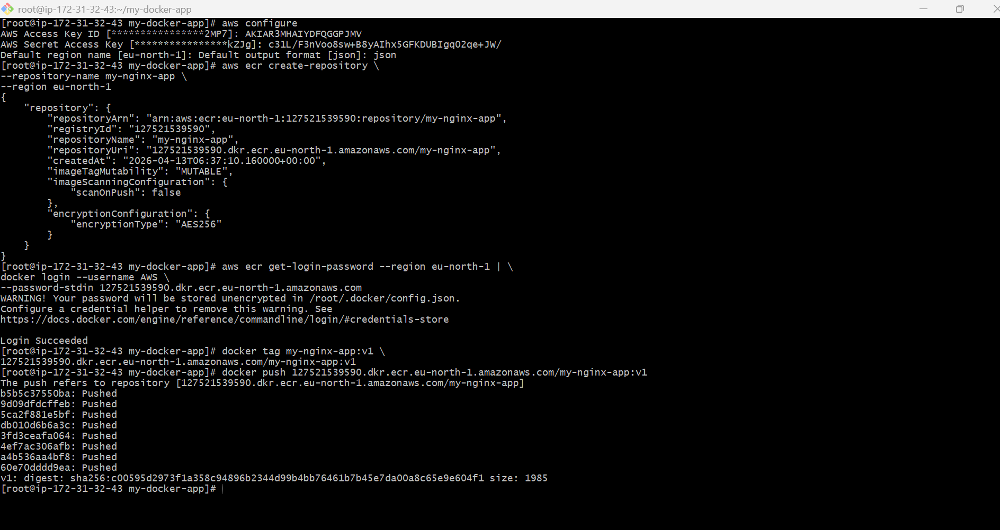 root@ip-172-31-32-43:~/my-docker-app
[root@ip-172-31-32-43 my-docker-app]# aws configure
AWS Access Key ID [****************2MP7]: AKIAR3MHAIYDFQGGPJMV
AWS Secret Access Key [****************kZJg]: 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
Default region name [eu-north-1]: Default output format [json]: json
[root@ip-172-31-32-43 my-docker-app]# aws ecr create-repository \
--repository-name my-nginx-app \
--region eu-north-1
{
    "repository": {
        "repositoryArn": "arn:aws:ecr:eu-north-1:127521539590:repository/my-nginx-app",
        "registryId": "127521539590",
        "repositoryName": "my-nginx-app",
        "repositoryUri": "127521539590.dkr.ecr.eu-north-1.amazonaws.com/my-nginx-app",
        "createdAt": "2026-04-13T06:37:10.160000+00:00",
        "imageTagMutability": "MUTABLE",
        "imageScanningConfiguration": {
            "scanOnPush": false
        },
        "encryptionConfiguration": {
            "encryptionType": "AES256"
        }
    }
}
[root@ip-172-31-32-43 my-docker-app]# aws ecr get-login-password --region eu-north-1 | \
docker login --username AWS \
--password-stdin 127521539590.dkr.ecr.eu-north-1.amazonaws.com
WARNING! Your password will be stored unencrypted in /root/.docker/config.json.
Configure a credential helper to remove this warning. See
https://docs.docker.com/engine/reference/commandline/login/#credentials-store

Login Succeeded
[root@ip-172-31-32-43 my-docker-app]# docker tag my-nginx-app:v1 \
127521539590.dkr.ecr.eu-north-1.amazonaws.com/my-nginx-app:v1
[root@ip-172-31-32-43 my-docker-app]# docker push 127521539590.dkr.ecr.eu-north-1.amazonaws.com/my-nginx-app:v1
The push refers to repository [127521539590.dkr.ecr.eu-north-1.amazonaws.com/my-nginx-app]
b5b5c37550ba: Pushed
9d09dfdcffeb: Pushed
5ca2f881e5bf: Pushed
db010d6b6a3c: Pushed
3fd3ceafa064: Pushed
4ef7ac306afb: Pushed
a4b536aa4bf8: Pushed
60e70dddd9ea: Pushed
v1: digest: sha256:c00595d2973f1a358c94896b2344d99b4bb76461b7b45e7da00a8c65e9e604f1 size: 1985
[root@ip-172-31-32-43 my-docker-app]#